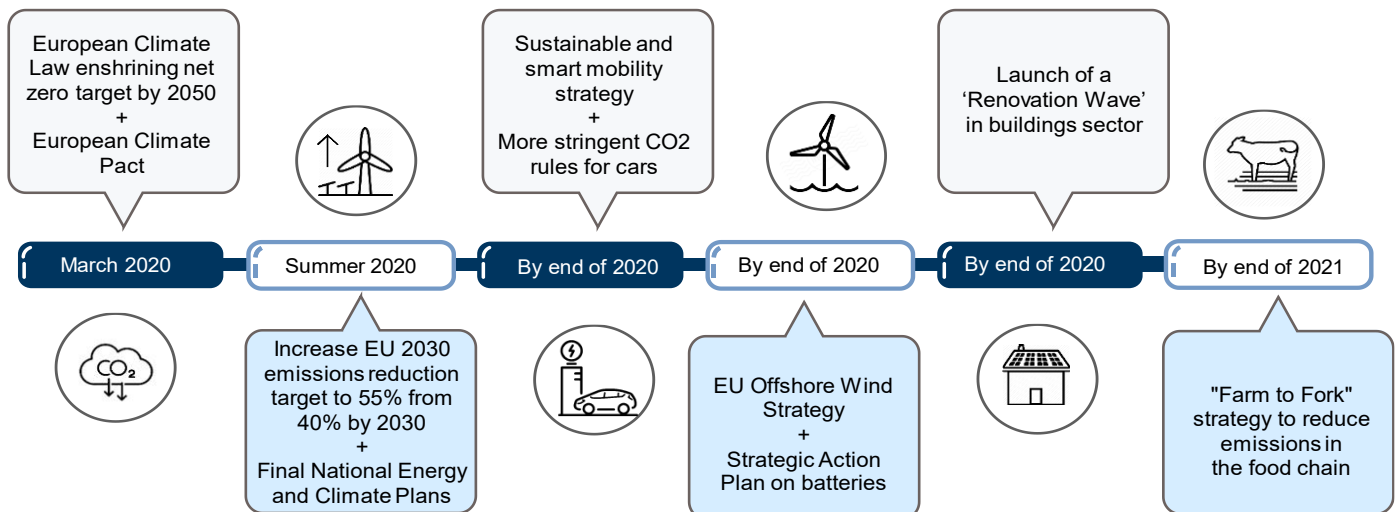 European Climate
Law enshrining net
zero target by 2050
+
European Climate
Pact
Sustainable and
smart mobility
strategy
+
More stringent CO2
rules for cars
Launch of a
‘Renovation Wave’
in buildings sector
March 2020
Summer 2020
By end of 2020
By end of 2020
By end of 2020
By end of 2021
CO2
Increase EU 2030
emissions reduction
target to 55% from
40% by 2030
+
Final National Energy
and Climate Plans
EU Offshore Wind
Strategy
+
Strategic Action
Plan on batteries
"Farm to Fork"
strategy to reduce
emissions in
the food chain